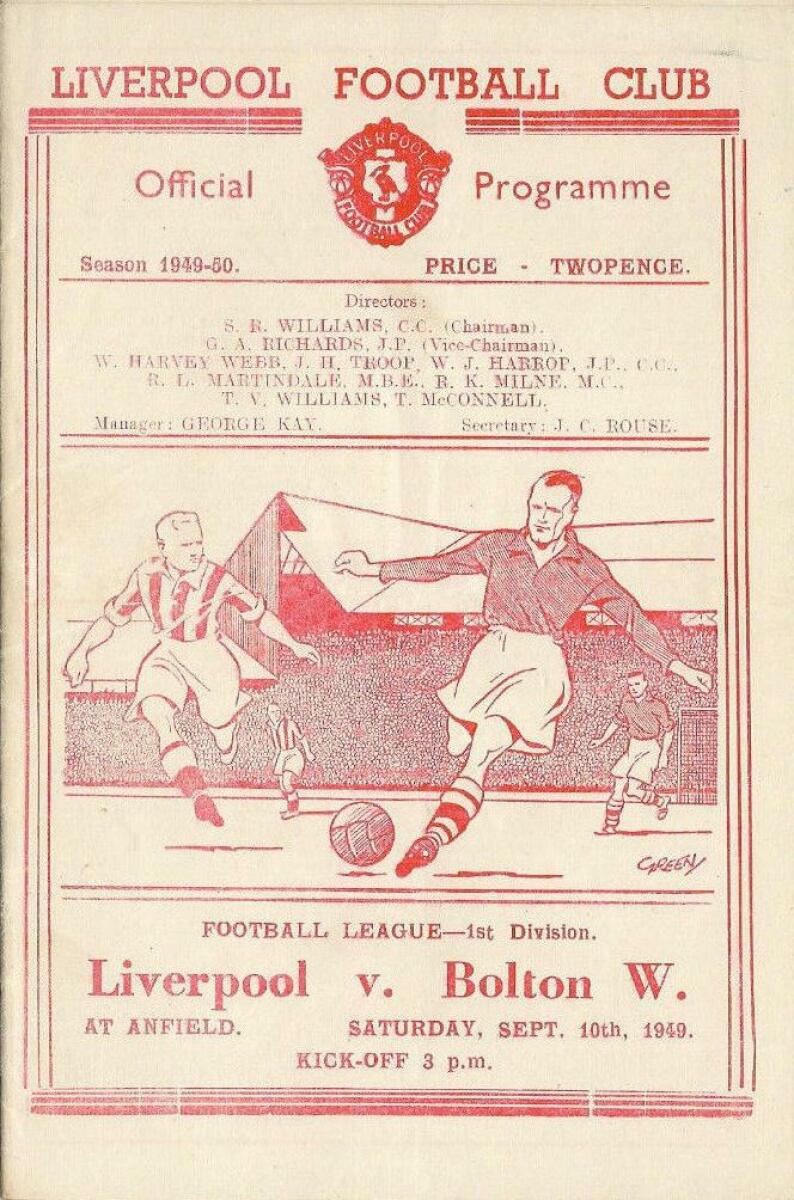 LIVERPOOL FOOTBALL CLUB
LIVERPOOL
FOOTBALL CLUB
Official Programme
Season 1949-50. PRICE - TWOPENCE.
Directors :
S. R. WILLIAMS, C.C. (Chairman).
G. A. RICHARDS, J.P. (Vice-Chairman).
W. HARVEY WEBB, J. H. TROOP, W. J. HARROP, J.P., C.C.,
R. L. MARTINDALE, M.B.E., R. K. MILNE, M.C.,
T. V. WILLIAMS, T. McCONNELL.
Manager: GEORGE KAY. Secretary: J. C. ROUSE.
GREEN
FOOTBALL LEAGUE—1st Division.
Liverpool v. Bolton W.
AT ANFIELD. SATURDAY, SEPT. 10th, 1949.
KICK-OFF 3 p.m.